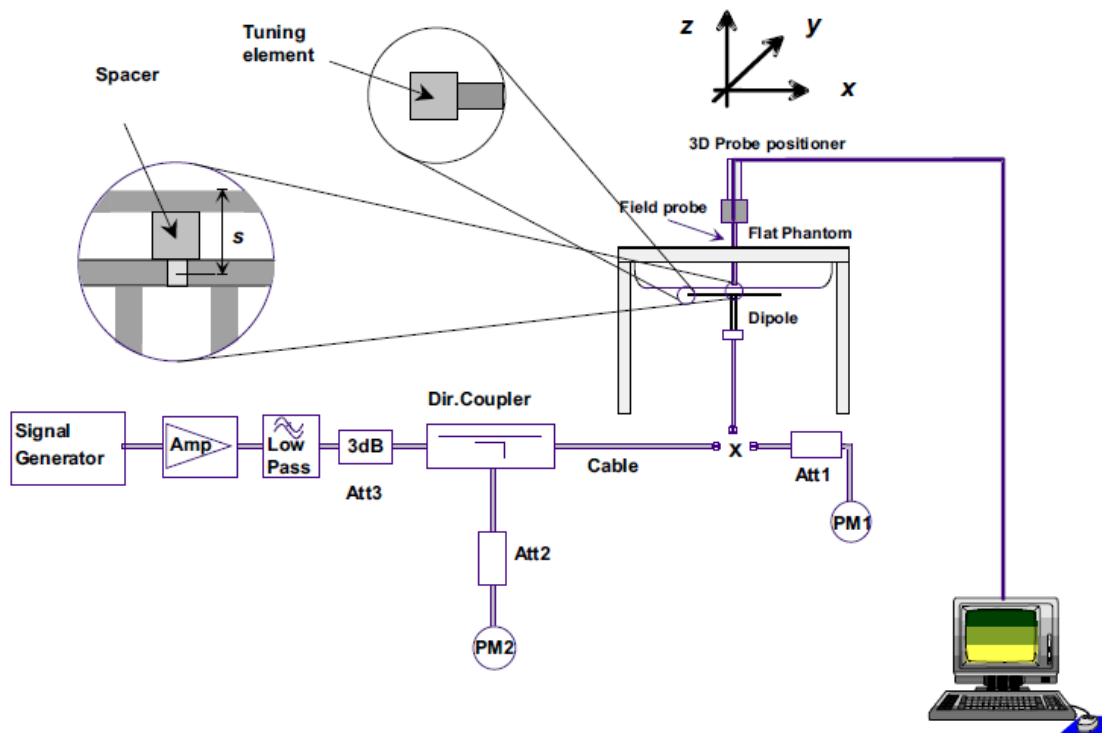 Tuning
element
Spacer
s
z
y
x
3D Probe positioner
Field probe
Flat Phantom
Dipole
Dir.Coupler
Signal
Generator
Amp
Low
Pass
3dB
Att3
Cable
X
Att1
PM1
Att2
PM2